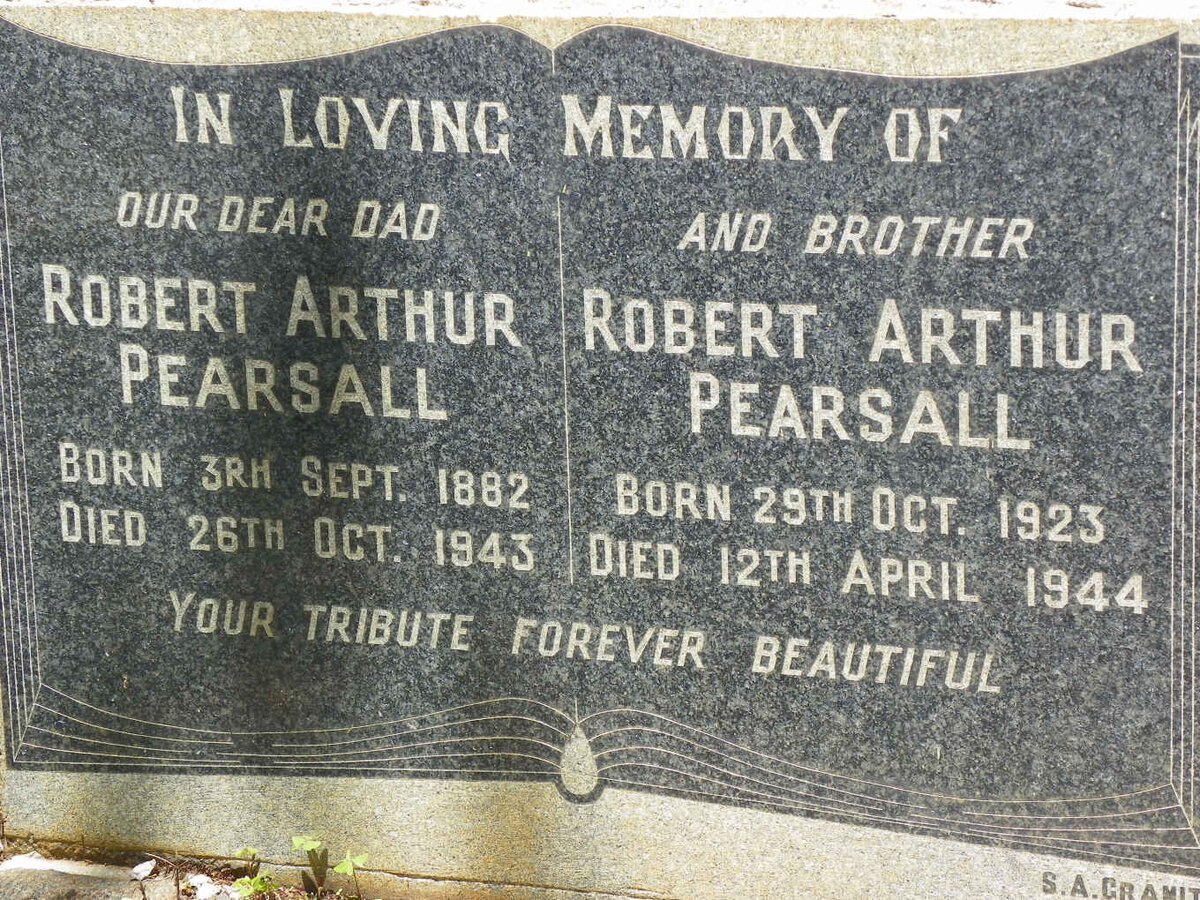 IN LOVING MEMORY OF
OUR DEAR DAD
ROBERT ARTHUR
PEARSALL
BORN 3RH SEPT. 1882
DIED 26TH OCT. 1943
AND BROTHER
ROBERT ARTHUR
PEARSALL
BORN 29TH OCT. 1923
DIED 12TH APRIL 1944
YOUR TRIBUTE FOREVER BEAUTIFUL
S.A.GRANIT